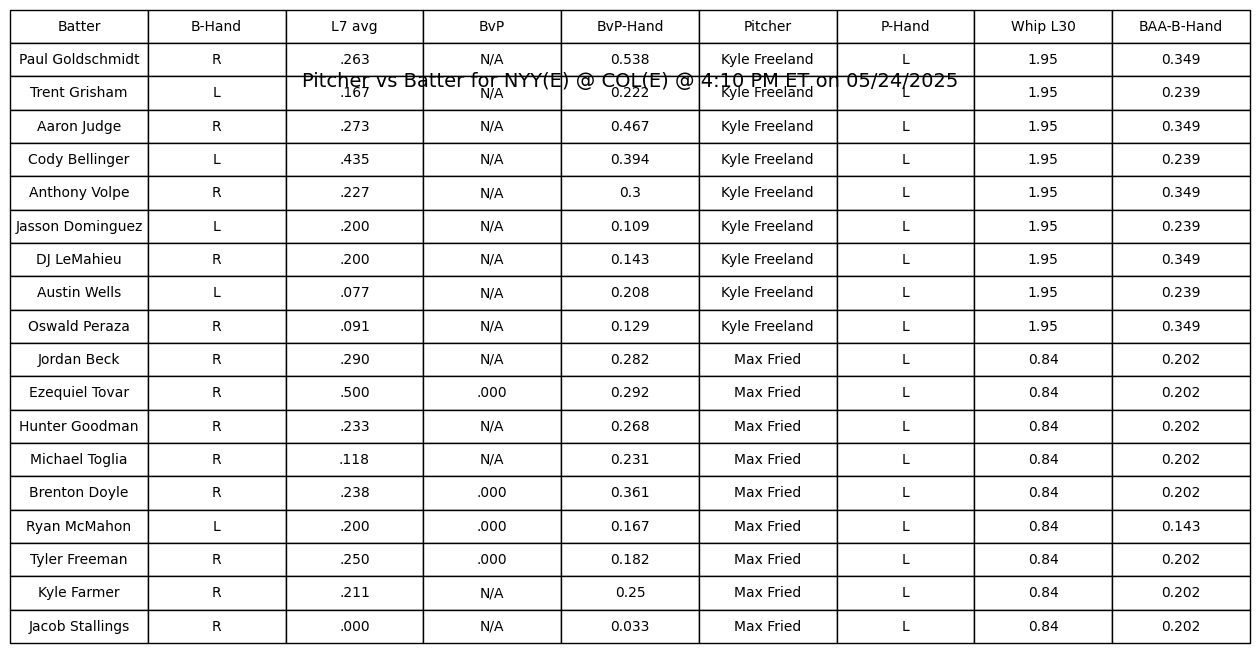 Batter B-Hand L7 avg BvP BvP-Hand Pitcher P-Hand Whip L30 BAA-B-Hand
Paul Goldschmidt R .263 N/A 0.538 Kyle Freeland L 1.95 0.349
Pitcher vs Batter for NYY(E) @ COL(E) @ 4:10 PM ET on 05/24/2025
Trent Grisham L .167 N/A 0.222 Kyle Freeland L 1.95 0.239
Aaron Judge R .273 N/A 0.467 Kyle Freeland L 1.95 0.349
Cody Bellinger L .435 N/A 0.394 Kyle Freeland L 1.95 0.239
Anthony Volpe R .227 N/A 0.3 Kyle Freeland L 1.95 0.349
Jasson Dominguez L .200 N/A 0.109 Kyle Freeland L 1.95 0.239
DJ LeMahieu R .200 N/A 0.143 Kyle Freeland L 1.95 0.349
Austin Wells L .077 N/A 0.208 Kyle Freeland L 1.95 0.239
Oswald Peraza R .091 N/A 0.129 Kyle Freeland L 1.95 0.349
Jordan Beck R .290 N/A 0.282 Max Fried L 0.84 0.202
Ezequiel Tovar R .500 .000 0.292 Max Fried L 0.84 0.202
Hunter Goodman R .233 N/A 0.268 Max Fried L 0.84 0.202
Michael Toglia R .118 N/A 0.231 Max Fried L 0.84 0.202
Brenton Doyle R .238 .000 0.361 Max Fried L 0.84 0.202
Ryan McMahon L .200 .000 0.167 Max Fried L 0.84 0.143
Tyler Freeman R .250 .000 0.182 Max Fried L 0.84 0.202
Kyle Farmer R .211 N/A 0.25 Max Fried L 0.84 0.202
Jacob Stallings R .000 N/A 0.033 Max Fried L 0.84 0.202